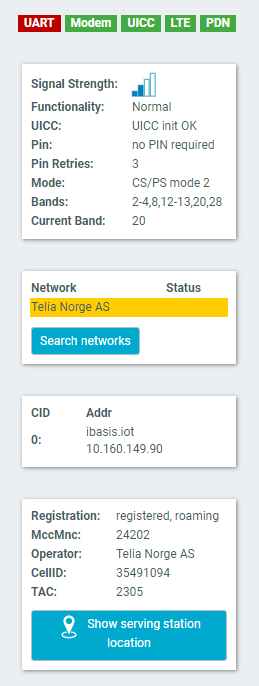 UART Modem UICC LTE PDN
Signal Strength:
Functionality: Normal
UICC: UICC init OK
Pin: no PIN required
Pin Retries: 3
Mode: CS/PS mode 2
Bands: 2-4,8,12-13,20,28
Current Band: 20
Network Status
Telia Norge AS
Search networks
CID Addr
0: ibasis.iot
10.160.149.90
Registration: registered, roaming
MccMnc: 24202
Operator: Telia Norge AS
CellID: 35491094
TAC: 2305
Show serving station
location